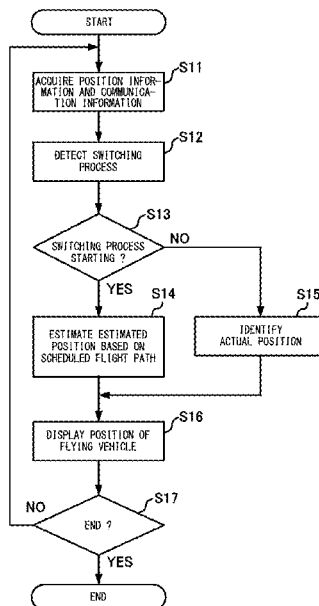 START
S11
ACQUIRE POSITION INFOR-
MATION AND COMMUNICA-
TION INFORMATION
S12
DETECT SWITCHING
PROCESS
S13
SWITCHING PROCESS
STARTING ?
NO
YES
S14
ESTIMATE ESTIMATED
POSITION BASED ON
SCHEDULED FLIGHT PATH
S15
IDENTIFY
ACTUAL POSITION
S16
DISPLAY POSITION OF
FLYING VEHICLE
S17
NO
END ?
YES
END